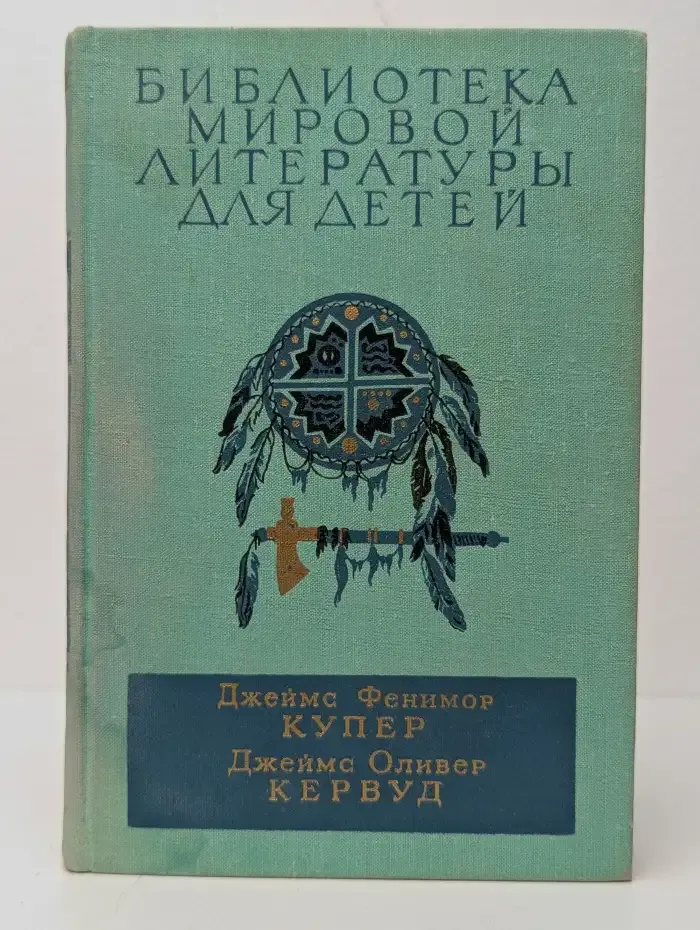 БИБЛИОТЕКА
МИРОВОЙ
ЛИТЕРАТУРЫ
ДЛЯ ДЕТЕЙ
Джеймс Фенимор
КУПЕР
Джеймс Оливер
КЕРВУД